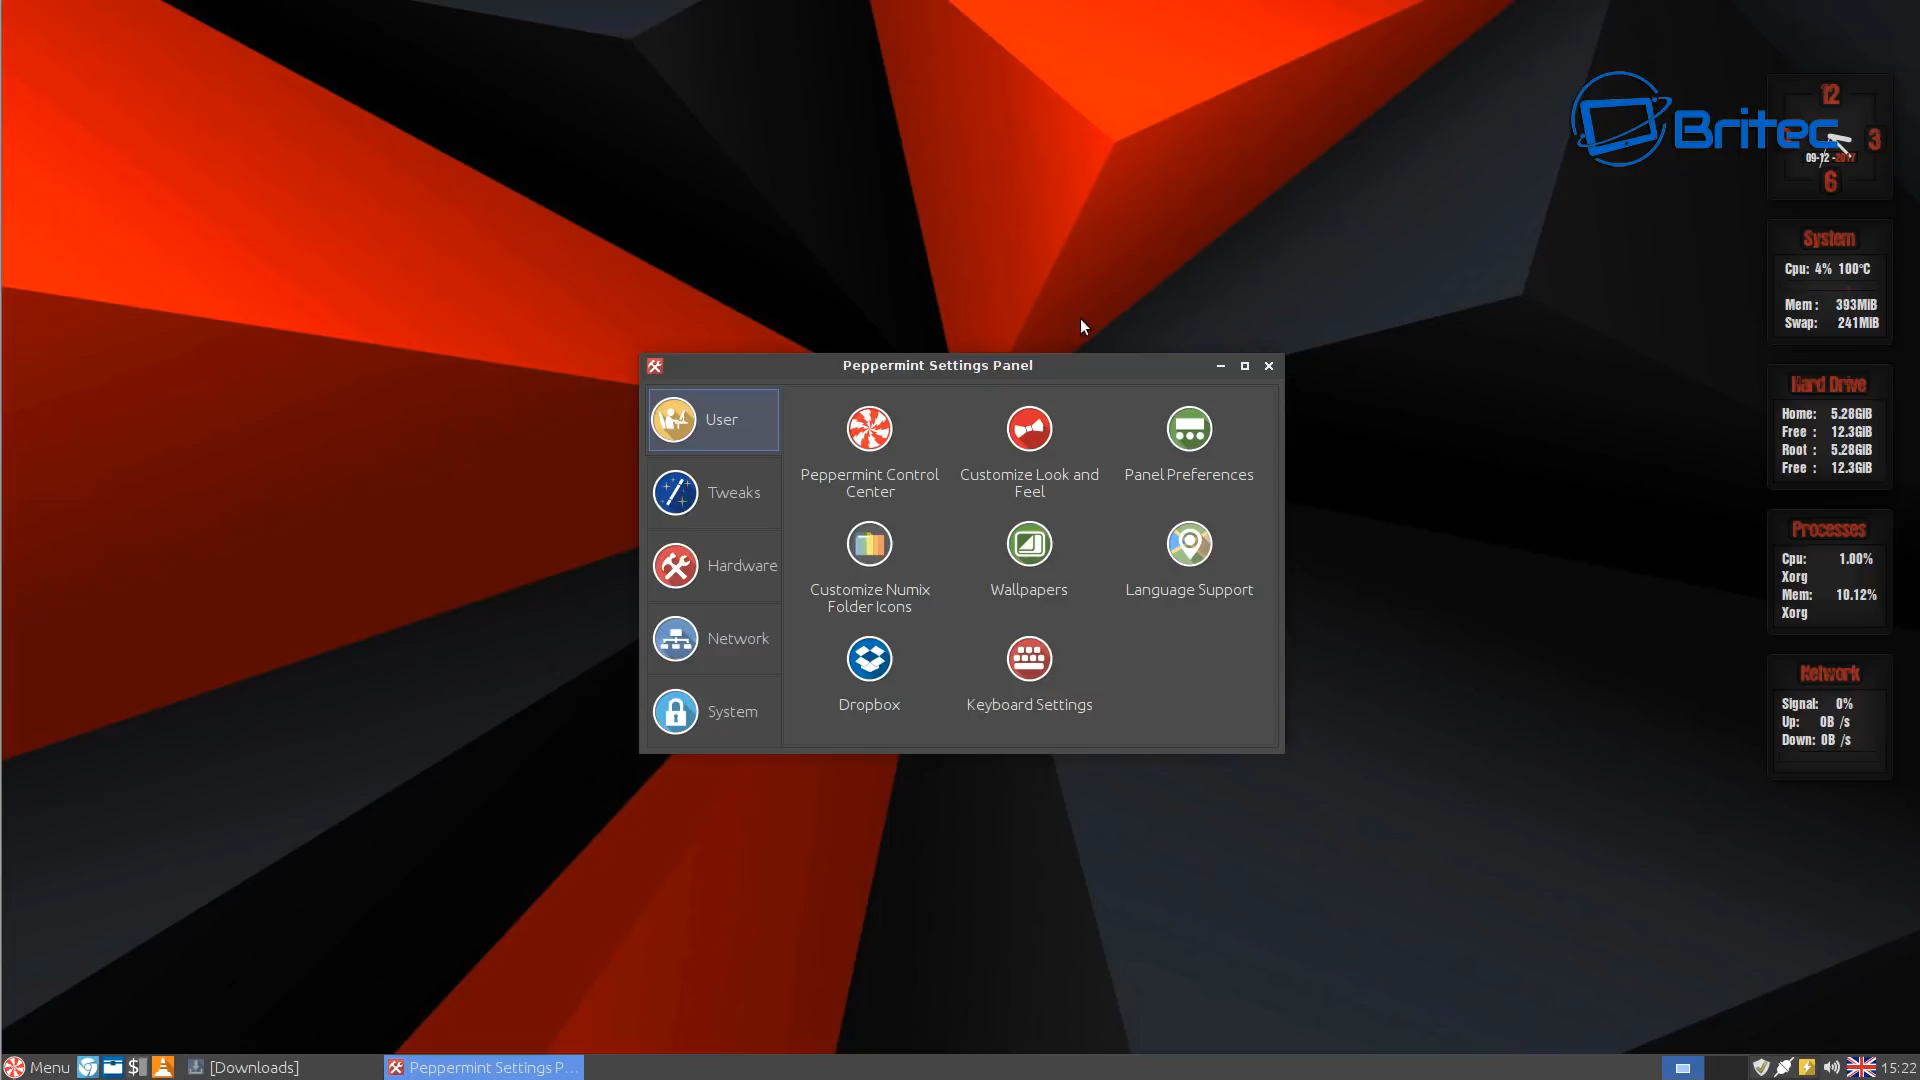 Britec
12
3
09-12 -2017
6
System
Cpu: 4% 100°C
Mem : 393MiB
Swap: 241MiB
Hard Drive
Home: 5.28GiB
Free : 12.3GiB
Root : 5.28GiB
Free : 12.3GiB
Processes
Cpu: 1.00%
Xorg
Mem: 10.12%
Xorg
Network
Signal: 0%
Up: 0B /s
Down: 0B /s
Peppermint Settings Panel
User
Tweaks
Hardware
Network
System
Peppermint Control
Center
Customize Look and
Feel
Panel Preferences
Customize Numix
Folder Icons
Wallpapers
Language Support
Dropbox
Keyboard Settings
Menu
$
[Downloads]
Peppermint Settings P...
15:22